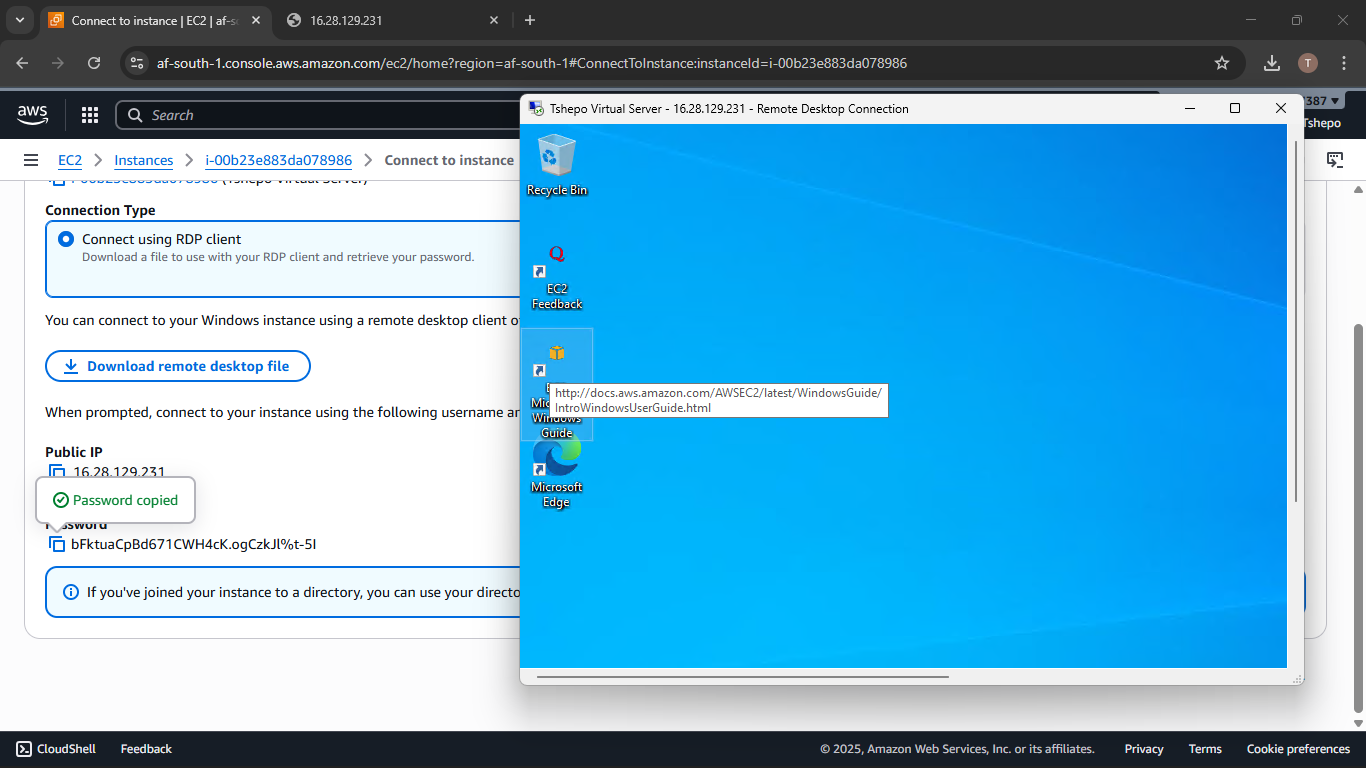 Connect to instance | EC2 | af-s
16.28.129.231
af-south-1.console.aws.amazon.com/ec2/home?region=af-south-1#ConnectToInstance:instanceId=i-00b23e883da078986
T
aws
Search
387
Tshepo
EC2
Instances
i-00b23e883da078986
Connect to instance
i-00b23e883da078986 (Tshepo Virtual Server)
Connection Type
Connect using RDP client
Download a file to use with your RDP client and retrieve your password.
You can connect to your Windows instance using a remote desktop client
Download remote desktop file
When prompted, connect to your instance using the following username
Public IP
16.28.129.231
Password copied
Password
bFktuaCpBd671CWH4cK.ogCzkJl%t-5I
If you've joined your instance to a directory, you can use your directo
Tshepo Virtual Server - 16.28.129.231 - Remote Desktop Connection
Recycle Bin
EC2
Feedback
http://docs.aws.amazon.com/AWSEC2/latest/WindowsGuide/
IntroWindowsUserGuide.html
Windows
Guide
Microsoft
Edge
CloudShell
Feedback
© 2025, Amazon Web Services, Inc. or its affiliates.
Privacy
Terms
Cookie preferences